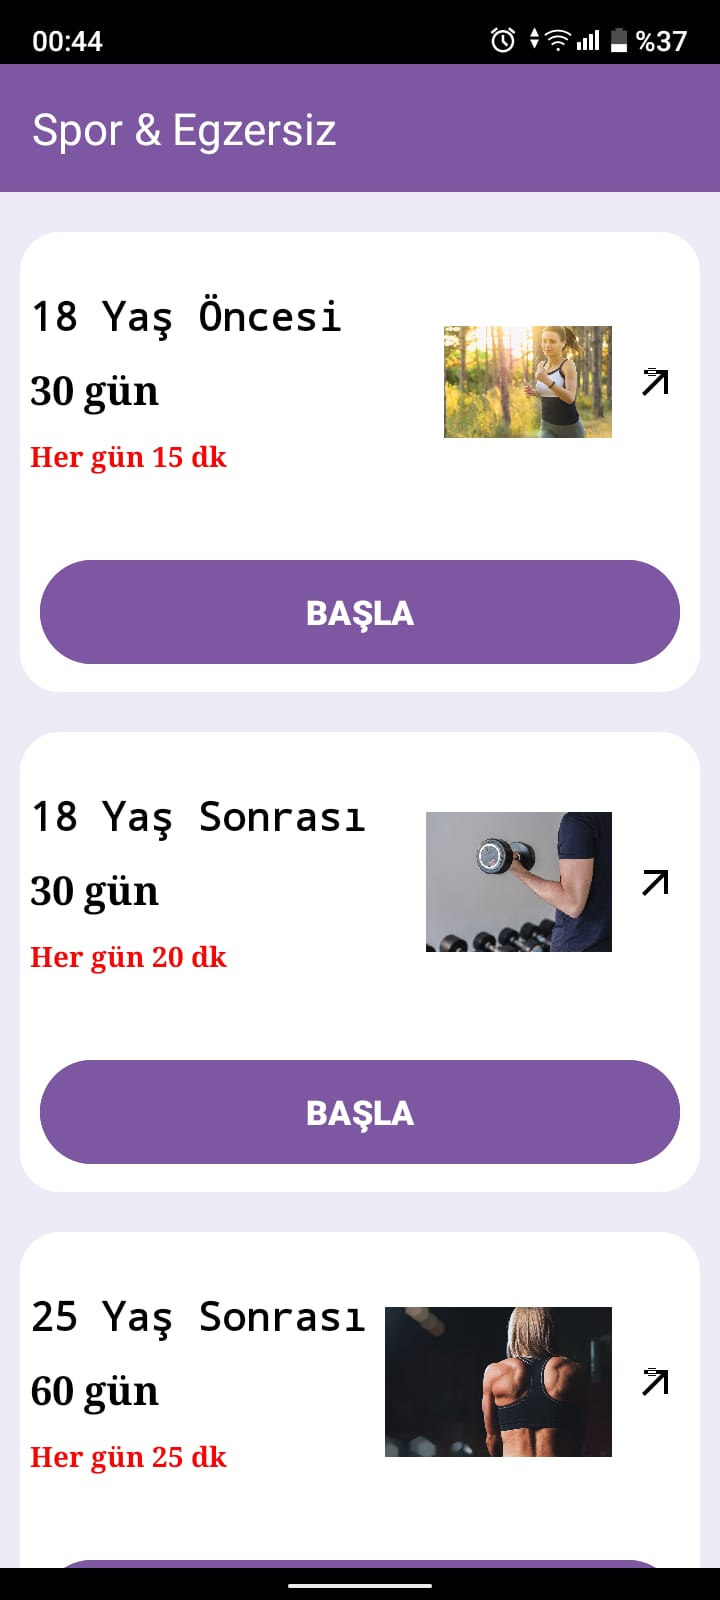 00:44
%37
Spor & Egzersiz
18 Yaş Öncesi
30 gün
Her gün 15 dk
BAŞLA
18 Yaş Sonrası
30 gün
Her gün 20 dk
BAŞLA
25 Yaş Sonrası
60 gün
Her gün 25 dk